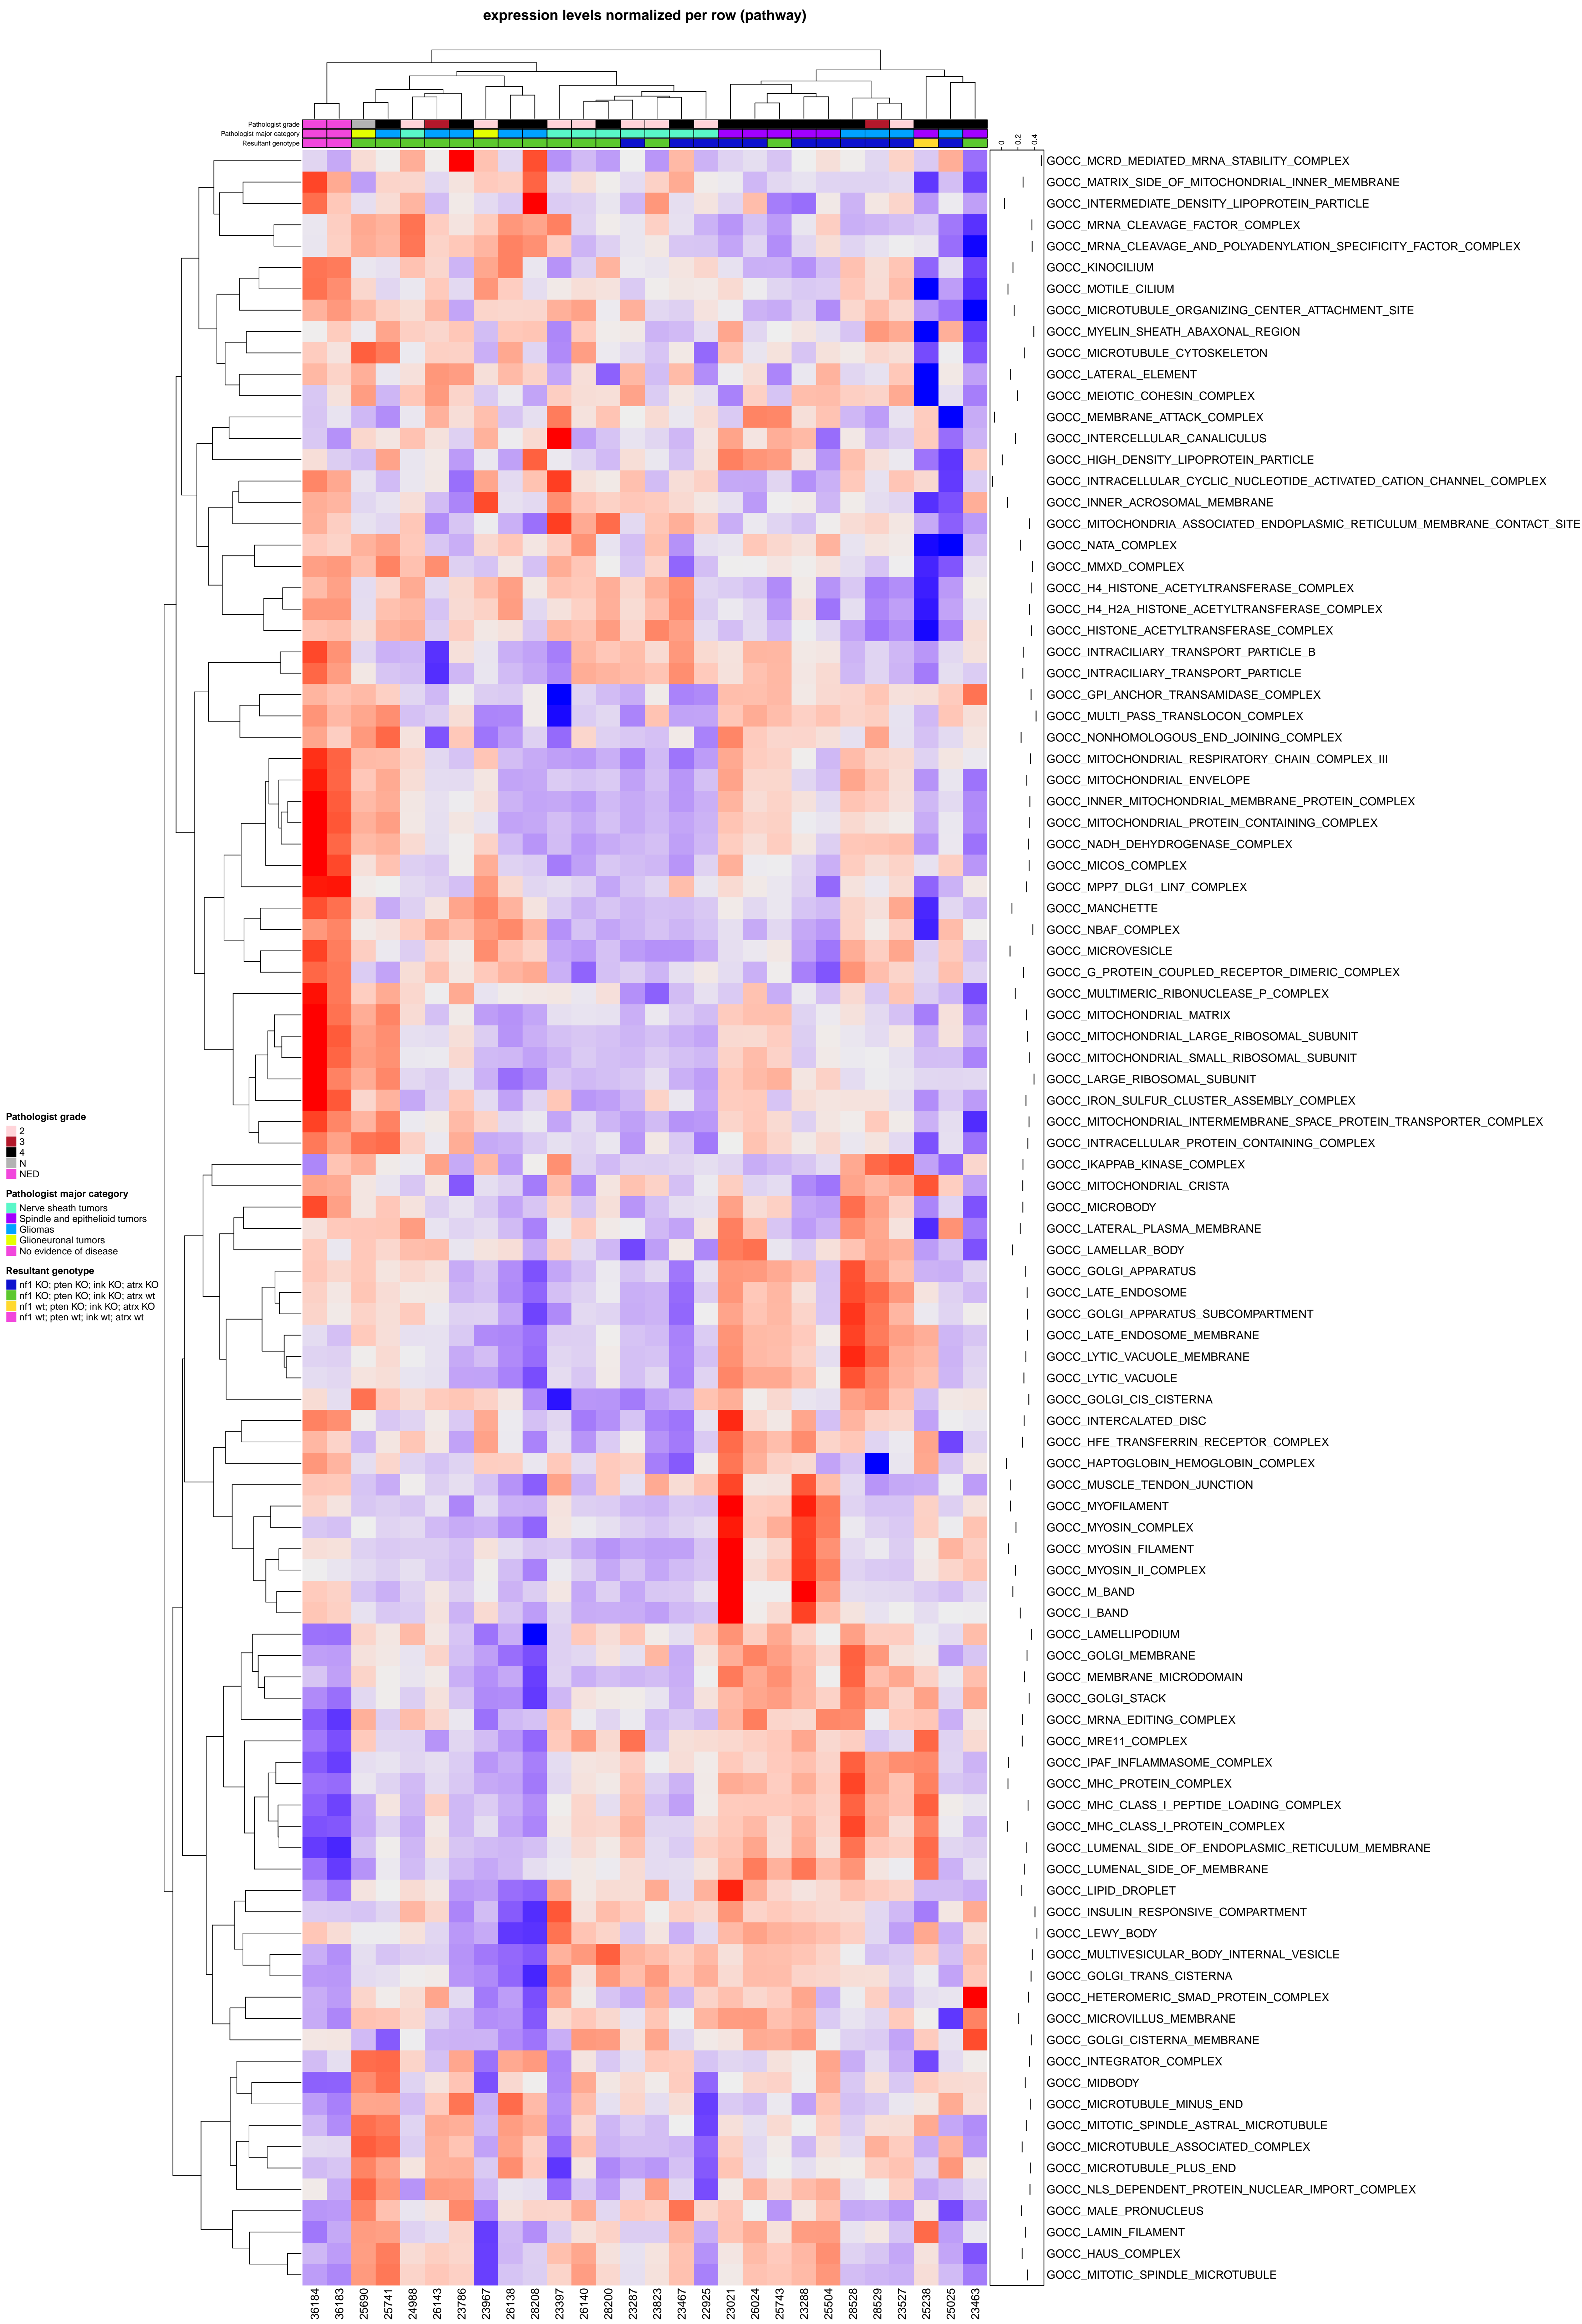 expression levels normalized per row (pathway)
Pathologist grade
Pathologist major category
Resultant genotype
0
0.2
0.4
GOCC_MCRD_MEDIATED_MRNA_STABILITY_COMPLEX
GOCC_MATRIX_SIDE_OF_MITOCHONDRIAL_INNER_MEMBRANE
GOCC_INTERMEDIATE_DENSITY_LIPOPROTEIN_PARTICLE
GOCC_MRNA_CLEAVAGE_FACTOR_COMPLEX
GOCC_MRNA_CLEAVAGE_AND_POLYADENYLATION_SPECIFICITY_FACTOR_COMPLEX
GOCC_KINOCILIUM
GOCC_MOTILE_CILIUM
GOCC_MICROTUBULE_ORGANIZING_CENTER_ATTACHMENT_SITE
GOCC_MYELIN_SHEATH_ABAXONAL_REGION
GOCC_MICROTUBULE_CYTOSKELETON
GOCC_LATERAL_ELEMENT
GOCC_MEIOTIC_COHESIN_COMPLEX
GOCC_MEMBRANE_ATTACK_COMPLEX
GOCC_INTERCELLULAR_CANALICULUS
GOCC_HIGH_DENSITY_LIPOPROTEIN_PARTICLE
GOCC_INTRACELLULAR_CYCLIC_NUCLEOTIDE_ACTIVATED_CATION_CHANNEL_COMPLEX
GOCC_INNER_ACROSOMAL_MEMBRANE
GOCC_MITOCHONDRIA_ASSOCIATED_ENDOPLASMIC_RETICULUM_MEMBRANE_CONTACT_SITE
GOCC_NATA_COMPLEX
GOCC_MMXD_COMPLEX
GOCC_H4_HISTONE_ACETYLTRANSFERASE_COMPLEX
GOCC_H4_H2A_HISTONE_ACETYLTRANSFERASE_COMPLEX
GOCC_HISTONE_ACETYLTRANSFERASE_COMPLEX
GOCC_INTRACILIARY_TRANSPORT_PARTICLE_B
GOCC_INTRACILIARY_TRANSPORT_PARTICLE
GOCC_GPI_ANCHOR_TRANSAMIDASE_COMPLEX
GOCC_MULTI_PASS_TRANSLOCON_COMPLEX
GOCC_NONHOMOLOGOUS_END_JOINING_COMPLEX
GOCC_MITOCHONDRIAL_RESPIRATORY_CHAIN_COMPLEX_III
GOCC_MITOCHONDRIAL_ENVELOPE
GOCC_INNER_MITOCHONDRIAL_MEMBRANE_PROTEIN_COMPLEX
GOCC_MITOCHONDRIAL_PROTEIN_CONTAINING_COMPLEX
GOCC_NADH_DEHYDROGENASE_COMPLEX
GOCC_MICOS_COMPLEX
GOCC_MPP7_DLG1_LIN7_COMPLEX
GOCC_MANCHETTE
GOCC_NBAF_COMPLEX
GOCC_MICROVESICLE
GOCC_G_PROTEIN_COUPLED_RECEPTOR_DIMERIC_COMPLEX
GOCC_MULTIMERIC_RIBONUCLEASE_P_COMPLEX
GOCC_MITOCHONDRIAL_MATRIX
GOCC_MITOCHONDRIAL_LARGE_RIBOSOMAL_SUBUNIT
GOCC_MITOCHONDRIAL_SMALL_RIBOSOMAL_SUBUNIT
GOCC_LARGE_RIBOSOMAL_SUBUNIT
GOCC_IRON_SULFUR_CLUSTER_ASSEMBLY_COMPLEX
GOCC_MITOCHONDRIAL_INTERMEMBRANE_SPACE_PROTEIN_TRANSPORTER_COMPLEX
GOCC_INTRACELLULAR_PROTEIN_CONTAINING_COMPLEX
GOCC_IKAPPAB_KINASE_COMPLEX
GOCC_MITOCHONDRIAL_CRISTA
GOCC_MICROBODY
GOCC_LATERAL_PLASMA_MEMBRANE
GOCC_LAMELLAR_BODY
GOCC_GOLGI_APPARATUS
GOCC_LATE_ENDOSOME
GOCC_GOLGI_APPARATUS_SUBCOMPARTMENT
GOCC_LATE_ENDOSOME_MEMBRANE
GOCC_LYTIC_VACUOLE_MEMBRANE
GOCC_LYTIC_VACUOLE
GOCC_GOLGI_CIS_CISTERNA
GOCC_INTERCALATED_DISC
GOCC_HFE_TRANSFERRIN_RECEPTOR_COMPLEX
GOCC_HAPTOGLOBIN_HEMOGLOBIN_COMPLEX
GOCC_MUSCLE_TENDON_JUNCTION
GOCC_MYOFILAMENT
GOCC_MYOSIN_COMPLEX
GOCC_MYOSIN_FILAMENT
GOCC_MYOSIN_II_COMPLEX
GOCC_M_BAND
GOCC_I_BAND
GOCC_LAMELLIPODIUM
GOCC_GOLGI_MEMBRANE
GOCC_MEMBRANE_MICRODOMAIN
GOCC_GOLGI_STACK
GOCC_MRNA_EDITING_COMPLEX
GOCC_MRE11_COMPLEX
GOCC_IPAF_INFLAMMASOME_COMPLEX
GOCC_MHC_PROTEIN_COMPLEX
GOCC_MHC_CLASS_I_PEPTIDE_LOADING_COMPLEX
GOCC_MHC_CLASS_I_PROTEIN_COMPLEX
GOCC_LUMENAL_SIDE_OF_ENDOPLASMIC_RETICULUM_MEMBRANE
GOCC_LUMENAL_SIDE_OF_MEMBRANE
GOCC_LIPID_DROPLET
GOCC_INSULIN_RESPONSIVE_COMPARTMENT
GOCC_LEWY_BODY
GOCC_MULTIVESICULAR_BODY_INTERNAL_VESICLE
GOCC_GOLGI_TRANS_CISTERNA
GOCC_HETEROMERIC_SMAD_PROTEIN_COMPLEX
GOCC_MICROVILLUS_MEMBRANE
GOCC_GOLGI_CISTERNA_MEMBRANE
GOCC_INTEGRATOR_COMPLEX
GOCC_MIDBODY
GOCC_MICROTUBULE_MINUS_END
GOCC_MITOTIC_SPINDLE_ASTRAL_MICROTUBULE
GOCC_MICROTUBULE_ASSOCIATED_COMPLEX
GOCC_MICROTUBULE_PLUS_END
GOCC_NLS_DEPENDENT_PROTEIN_NUCLEAR_IMPORT_COMPLEX
GOCC_MALE_PRONUCLEUS
GOCC_LAMIN_FILAMENT
GOCC_HAUS_COMPLEX
GOCC_MITOTIC_SPINDLE_MICROTUBULE
Pathologist grade
2
3
4
N
NED
Pathologist major category
Nerve sheath tumors
Spindle and epithelioid tumors
Gliomas
Glioneuronal tumors
No evidence of disease
Resultant genotype
nf1 KO; pten KO; ink KO; atrx KO
nf1 KO; pten KO; ink KO; atrx wt
nf1 wt; pten KO; ink KO; atrx KO
nf1 wt; pten wt; ink wt; atrx wt
36184
36183
25690
25741
24988
26143
23786
23967
26138
28208
23397
26140
28200
23287
23823
23467
22925
23021
26024
25743
23288
25504
28528
28529
23527
25238
25025
23463